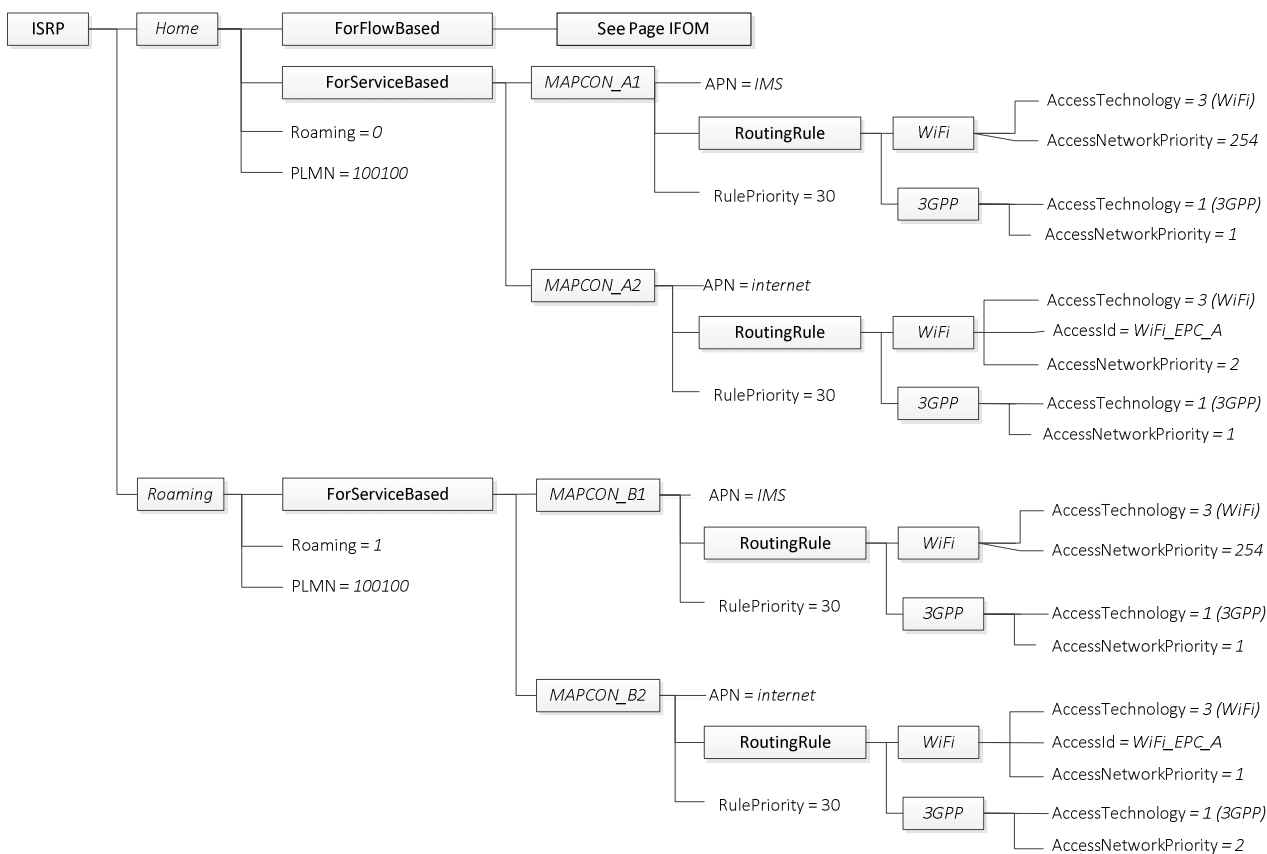 ISRP
Home
ForFlowBased
See Page IFOM
ForServiceBased
MAPCON_A1
APN = IMS
AccessTechnology = 3 (WiFi)
Roaming = 0
RoutingRule
WiFi
AccessNetworkPriority = 254
PLMN = 100100
RulePriority = 30
3GPP
AccessTechnology = 1 (3GPP)
AccessNetworkPriority = 1
MAPCON_A2
APN = internet
AccessTechnology = 3 (WiFi)
RoutingRule
WiFi
AccessId = WiFi_EPC_A
AccessNetworkPriority = 2
RulePriority = 30
3GPP
AccessTechnology = 1 (3GPP)
AccessNetworkPriority = 1
Roaming
ForServiceBased
MAPCON_B1
APN = IMS
AccessTechnology = 3 (WiFi)
Roaming = 1
RoutingRule
WiFi
AccessNetworkPriority = 254
PLMN = 100100
RulePriority = 30
3GPP
AccessTechnology = 1 (3GPP)
AccessNetworkPriority = 1
MAPCON_B2
APN = internet
AccessTechnology = 3 (WiFi)
RoutingRule
WiFi
AccessId = WiFi_EPC_A
AccessNetworkPriority = 1
RulePriority = 30
3GPP
AccessTechnology = 1 (3GPP)
AccessNetworkPriority = 2